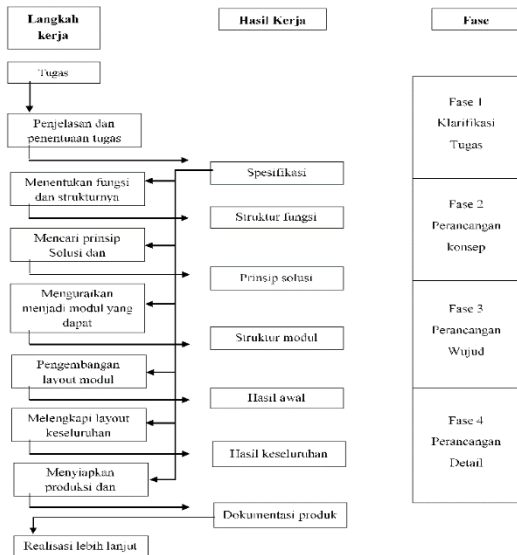 Langkah
kerja
Hasil Kerja
Fase
Tugas
Penjelasan dan
penentuaan tugas
Spesifikasi
Menentukan fungsi
dan strukturnya
Struktur fungsi
Mencari prinsip
Solusi dan
Prinsip solusi
Menguraikan
menjadi modul yang
dapat
Struktur modul
Pengembangan
layout modul
Hasil awal
Melengkapi layout
keseluruhan
Hasil keseluruhan
Menyiapkan
produksi dan
Dokumentasi produk
Realisasi lebih lanjut
Fase 1
Klarifikasi
Tugas
Fase 2
Perancangan
konsep
Fase 3
Perancangan
Wujud
Fase 4
Perancangan
Detail